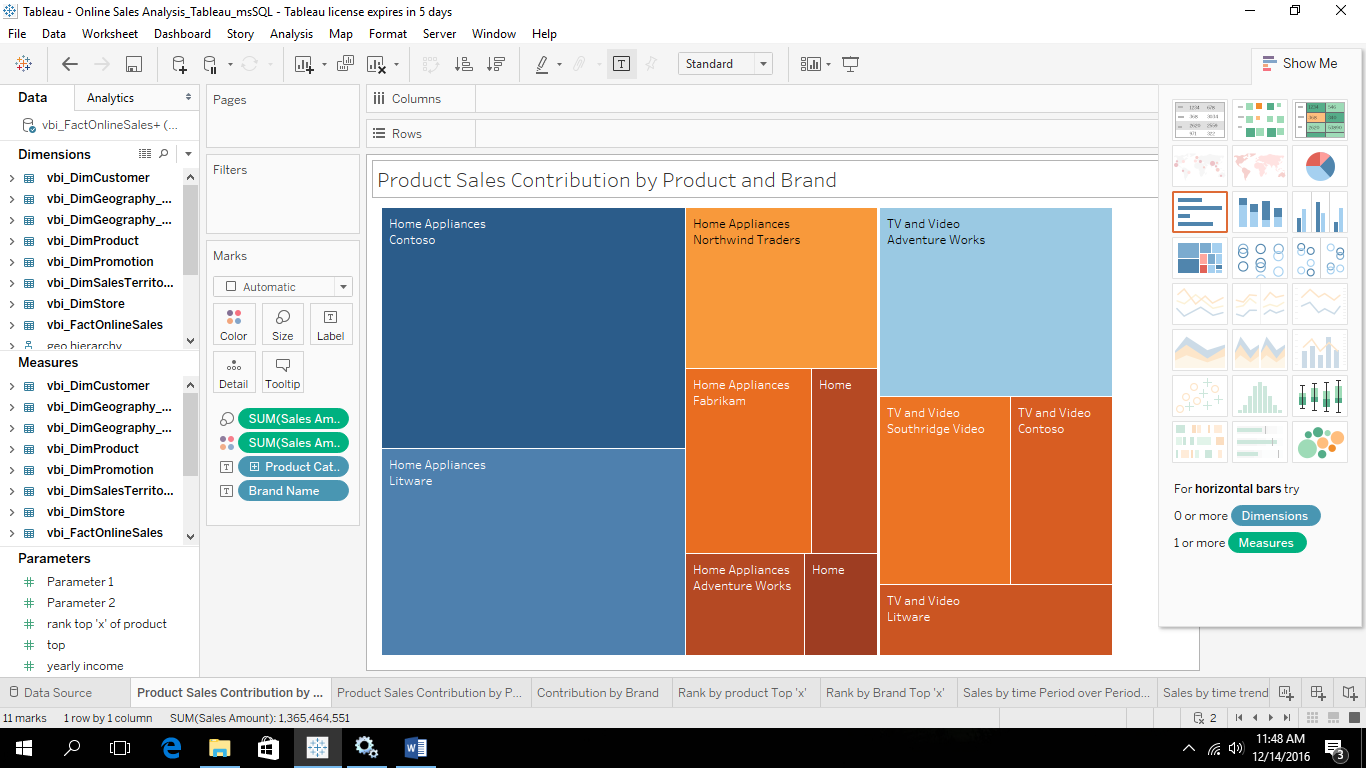 Tableau - Online Sales Analysis_Tableau_msSQL - Tableau license expires in 5 days
File Data Worksheet Dashboard Story Analysis Map Format Server Window Help
Standard
Show Me
Data
Analytics
vbi_FactOnlineSales+ (...
Dimensions
vbi_DimCustomer
vbi_DimGeography_...
vbi_DimGeography_...
vbi_DimProduct
vbi_DimPromotion
vbi_DimSalesTerrito...
vbi_DimStore
vbi_FactOnlineSales
geo hierarchy
Measures
vbi_DimCustomer
vbi_DimGeography_...
vbi_DimGeography_...
vbi_DimProduct
vbi_DimPromotion
vbi_DimSalesTerrito...
vbi_DimStore
vbi_FactOnlineSales
Parameters
Parameter 1
Parameter 2
rank top 'x' of product
top
yearly income
Pages
Filters
Marks
Automatic
Color Size Label
Detail Tooltip
SUM(Sales Am..
SUM(Sales Am..
Product Cat..
Brand Name
Columns
Rows
Product Sales Contribution by Product and Brand
Home Appliances
Contoso
Home Appliances
Litware
Home Appliances
Northwind Traders
Home Appliances
Fabrikam
Home
Home Appliances
Adventure Works
Home
TV and Video
Adventure Works
TV and Video
Southridge Video
TV and Video
Contoso
TV and Video
Litware
For horizontal bars try
0 or more Dimensions
1 or more Measures
Data Source
Product Sales Contribution by ...
Product Sales Contribution by P...
Contribution by Brand
Rank by product Top 'x'
Rank by Brand Top 'x'
Sales by time Period over Period...
Sales by time trend
11 marks 1 row by 1 column SUM(Sales Amount): 1,365,464,551
2
11:48 AM
12/14/2016
3